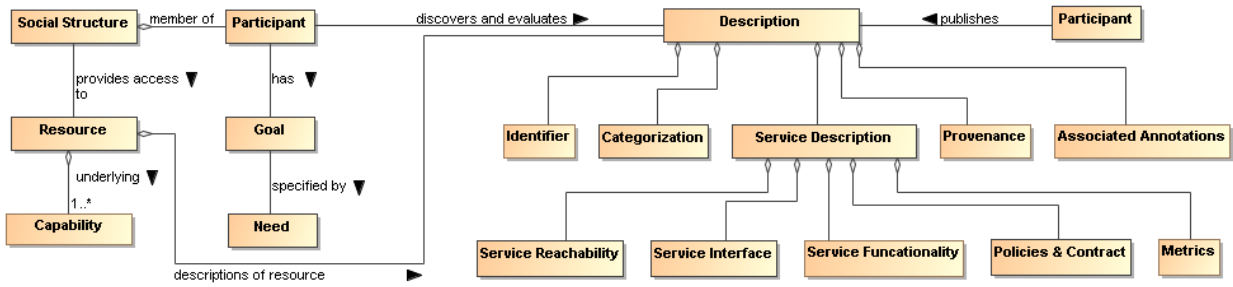 Social Structure
member of
Participant
discovers and evaluates
Description
publishes
Participant
provides access
to
has
Resource
Goal
Identifier
Categorization
Service Description
Provenance
Associated Annotations
underlying
1..*
specified by
Capability
Need
Service Reachability
Service Interface
Service Funcationality
Policies & Contract
Metrics
descriptions of resource